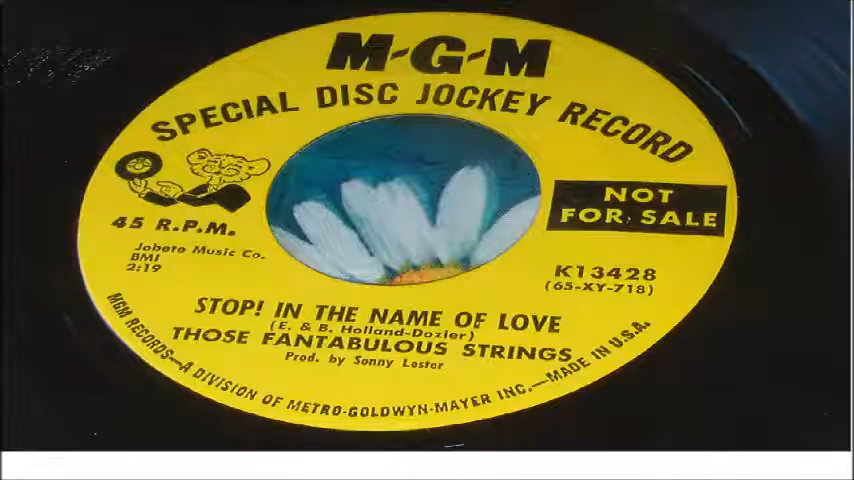 M-G-M
SPECIAL DISC JOCKEY RECORD
NOT
FOR SALE
45 R.P.M.
Jobete Music Co.
BMI
2:19
K13428
(65-XY-718)
STOP! IN THE NAME OF LOVE
(E. & B. Holland-Dozier)
THOSE FANTABULOUS STRINGS
Prod. by Sonny Lester
MGM RECORDS—A DIVISION OF METRO-GOLDWYN-MAYER INC.—MADE IN U.S.A.